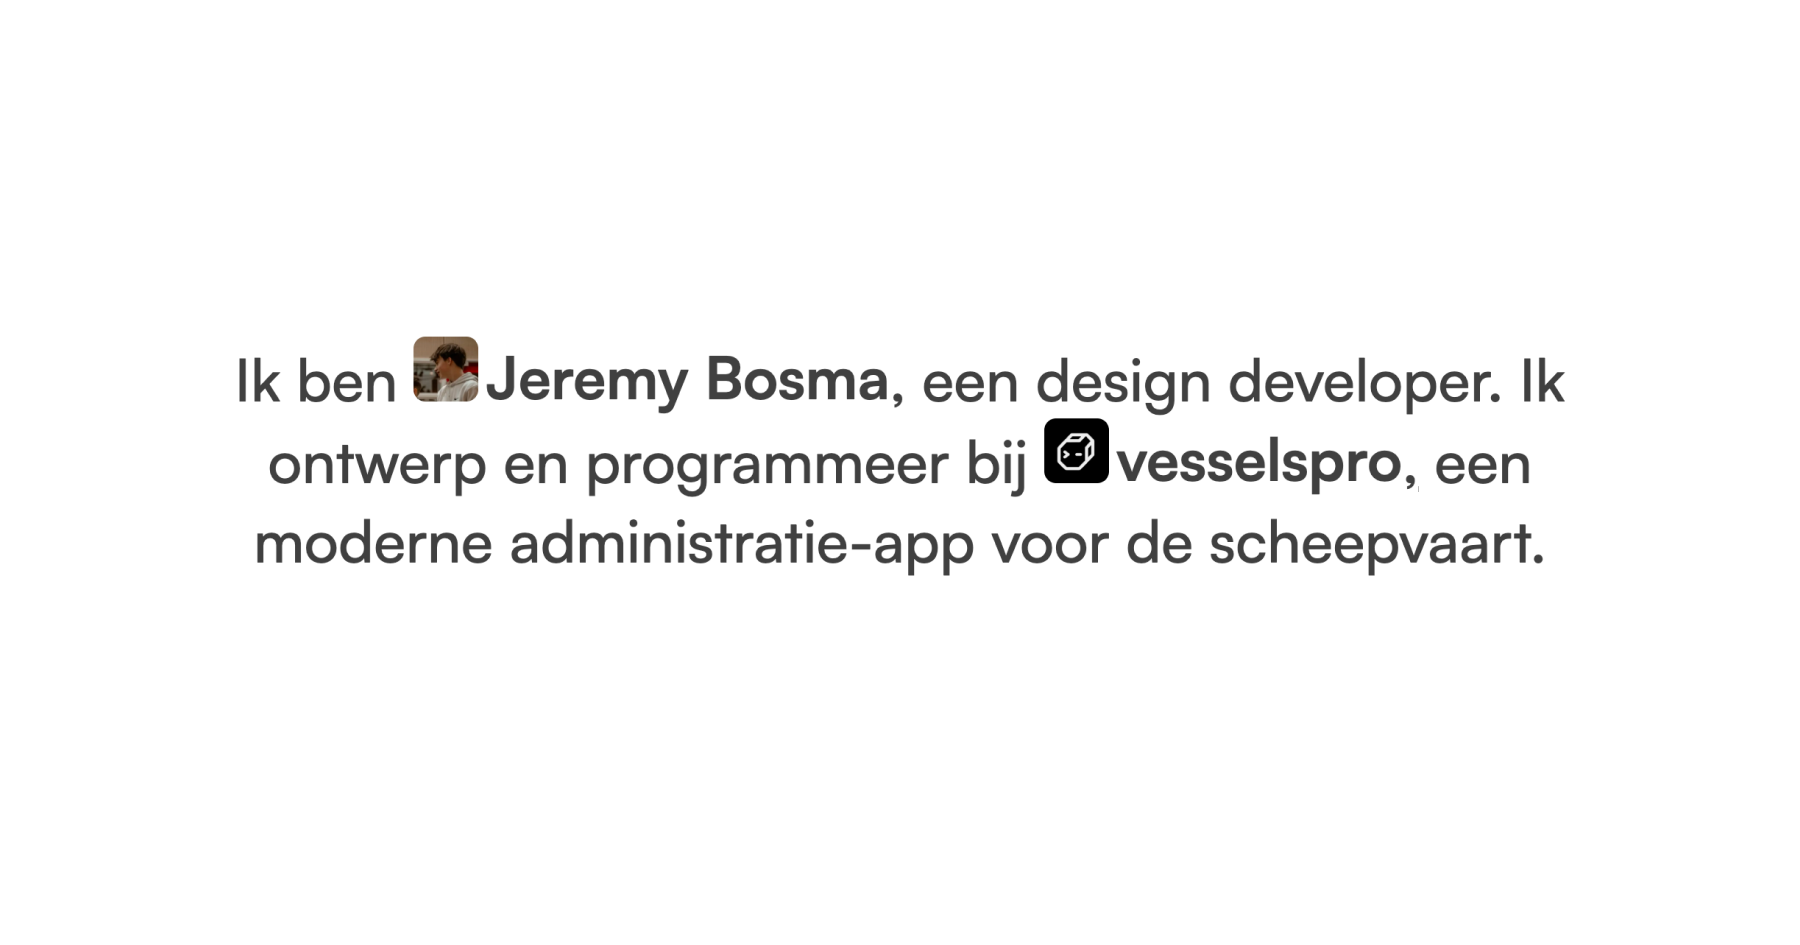 Ik ben Jeremy Bosma, een design developer. Ik
ontwerp en programmeer bij vesselspro, een
moderne administratie-app voor de scheepvaart.